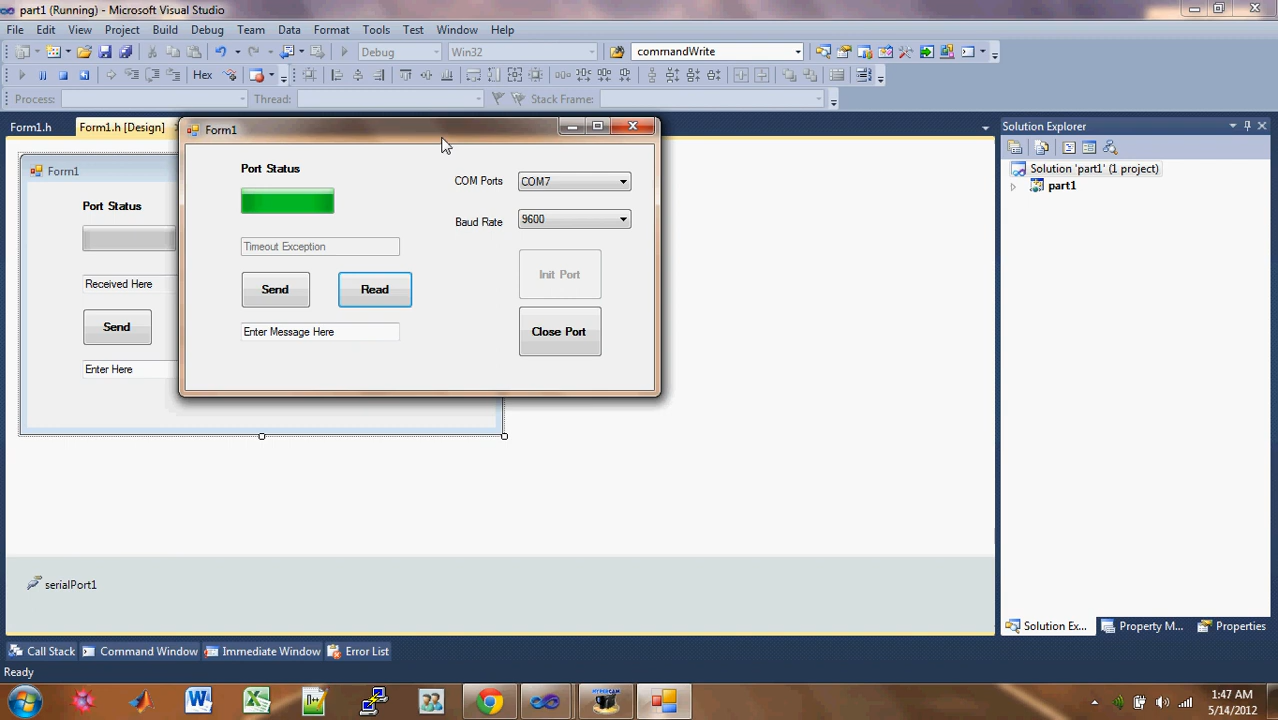 part1 (Running) - Microsoft Visual Studio
File Edit View Project Build Debug Team Data Format Tools Test Window Help
Debug Win32 commandWrite
Hex
Process: Thread: Stack Frame:
Form1.h Form1.h [Design]
Form1
Port Status
Received Here
Send
Enter Here
Form1
Port Status
COM Ports COM7
Baud Rate 9600
Timeout Exception
Send Read
Init Port
Enter Message Here
Close Port
serialPort1
Solution Explorer
Solution 'part1' (1 project)
part1
Solution Ex... Property M... Properties
Call Stack Command Window Immediate Window Error List
Ready
1:47 AM
5/14/2012